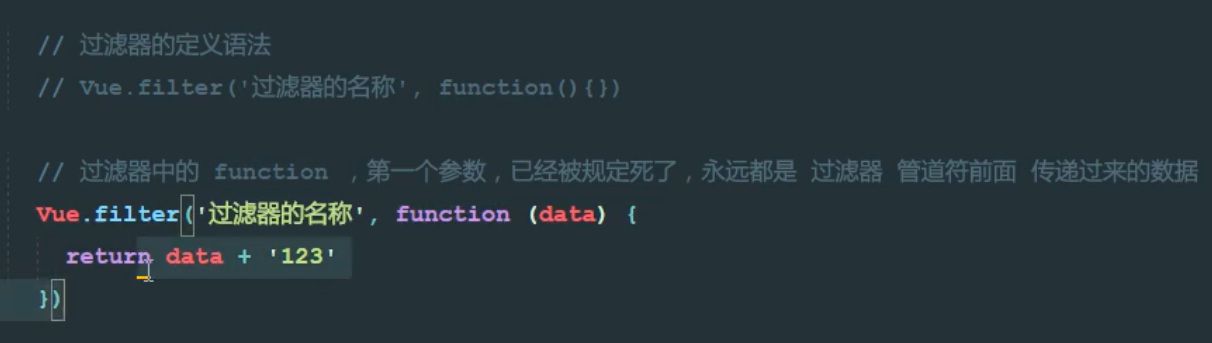 // 过滤器的定义语法
// Vue.filter('过滤器的名称', function(){})
// 过滤器中的 function ，第一个参数，已经被规定死了，永远都是 过滤器 管道符前面 传递过来的数据
Vue.filter('过滤器的名称', function (data) {
return data + '123'
})